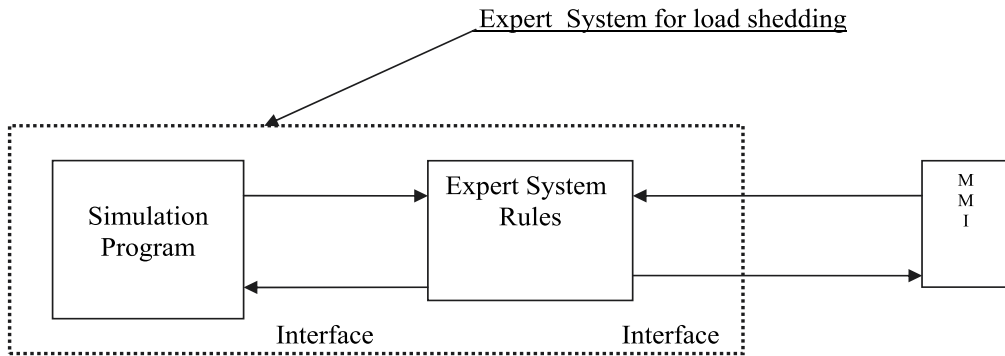 Expert System for load shedding
Simulation
Program
Expert System
Rules
M
M
I
Interface
Interface